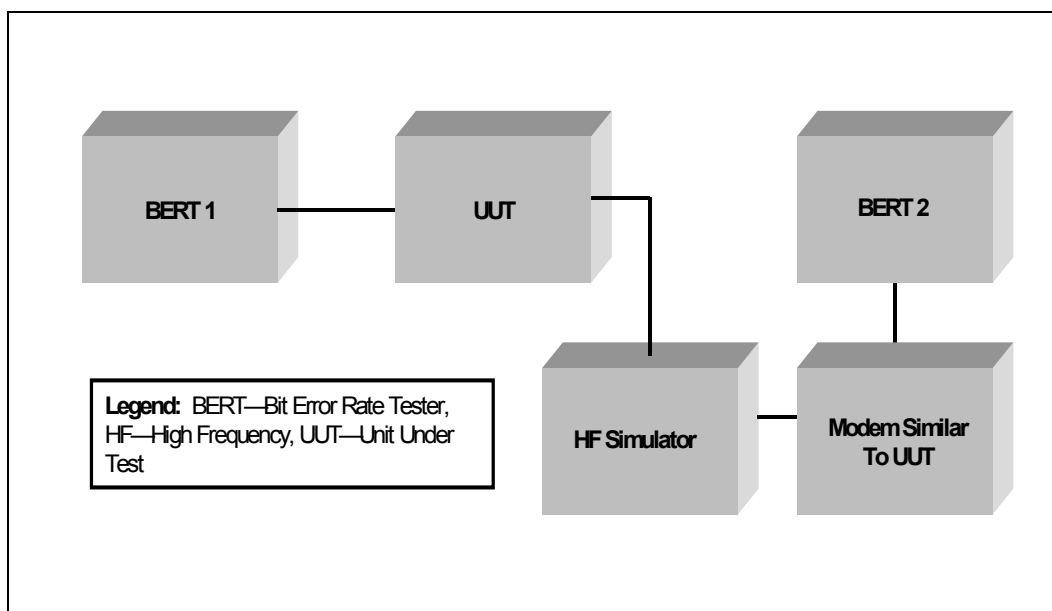 BERT 1
UUT
BERT 2
HF Simulator
Modem Similar
To UUT
Legend: BERT—Bit Error Rate Tester,
HF—High Frequency, UUT—Unit Under
Test